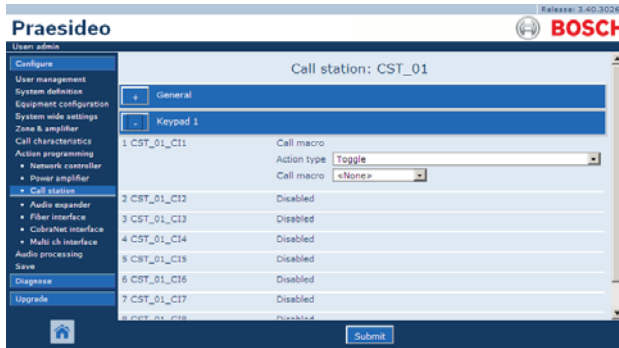 Release: 3.40.3026
Praesideo
BOSCH
User: admin
Configure
User management
System definition
Equipment configuration
System wide settings
Zone & amplifier
Call characteristics
Action programming
• Network controller
• Power amplifier
• Call station
• Audio expander
• Fiber interface
• CobraNet interface
• Multi ch interface
Audio processing
Save
Diagnose
Upgrade
Call station: CST_01
+ General
- Keypad 1
1 CST_01_CI1 Call macro
Action type Toggle
Call macro <None>
2 CST_01_CI2 Disabled
3 CST_01_CI3 Disabled
4 CST_01_CI4 Disabled
5 CST_01_CI5 Disabled
6 CST_01_CI6 Disabled
7 CST_01_CI7 Disabled
8 CST_01_CI8 Disabled
Submit